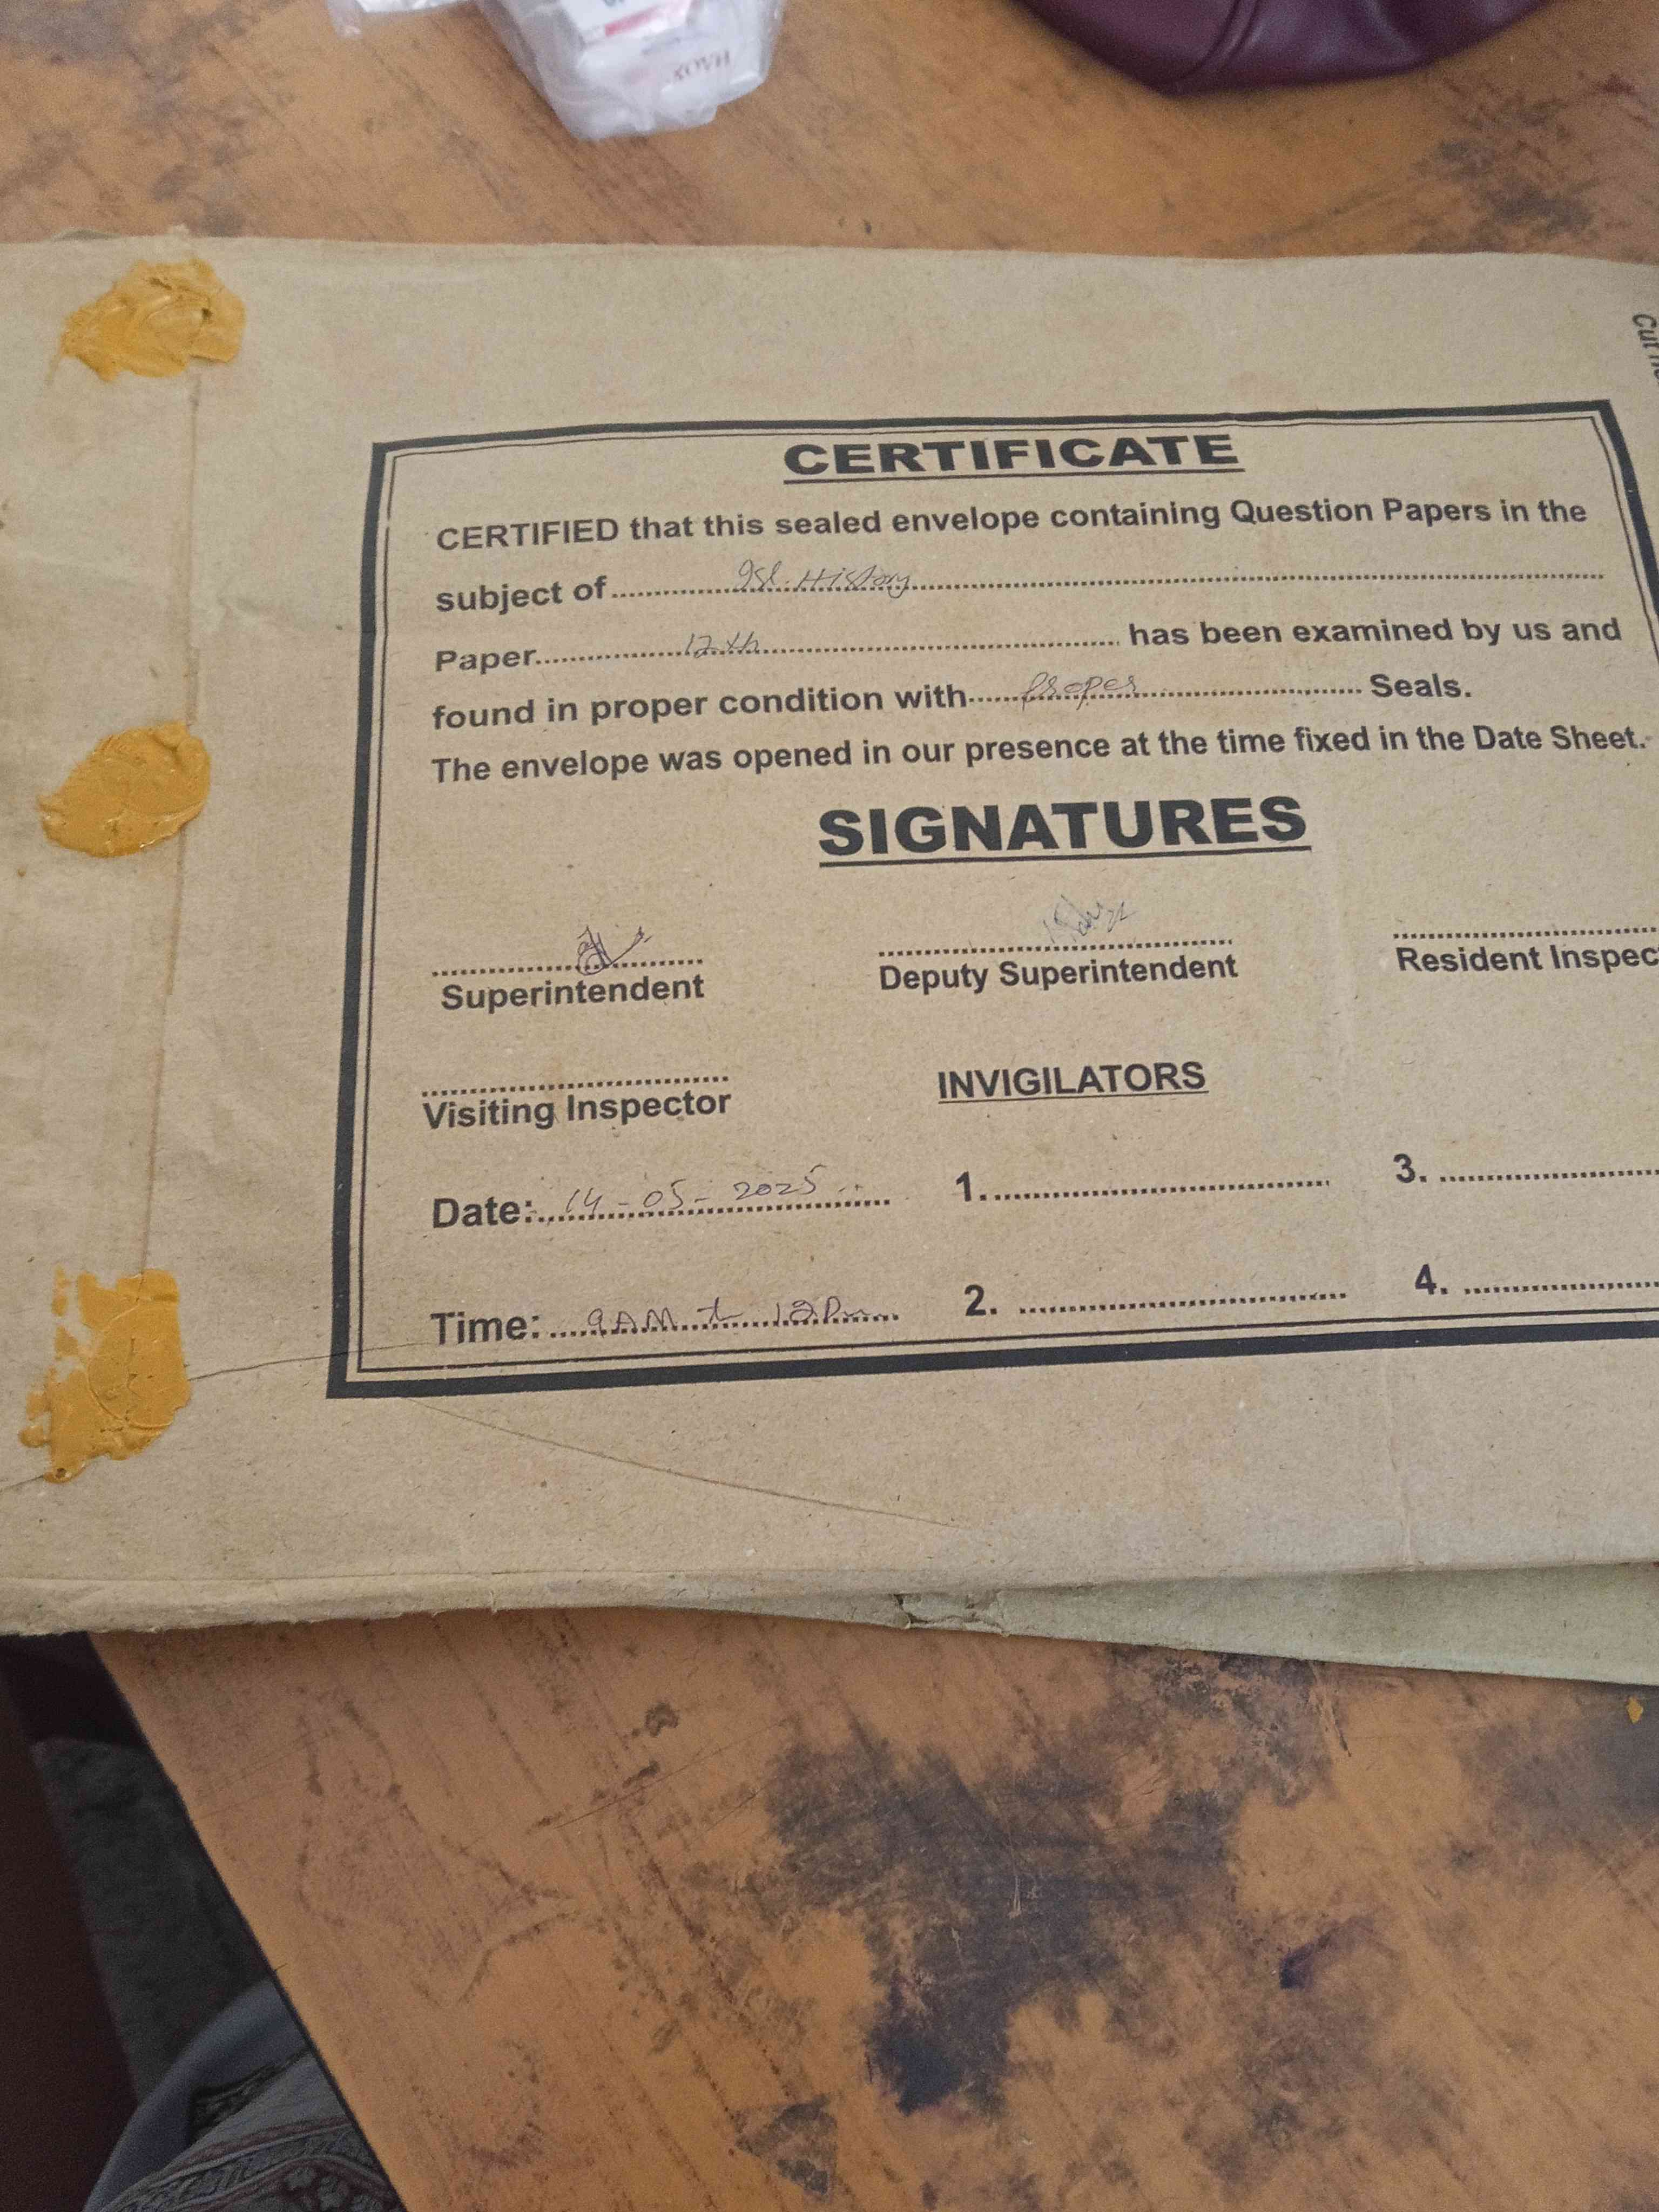 CERTIFICATE
CERTIFIED that this sealed envelope containing Question Papers in the
subject of Isl. History
Paper 12th has been examined by us and
found in proper condition with Proper Seals.
The envelope was opened in our presence at the time fixed in the Date Sheet.
SIGNATURES
Superintendent Deputy Superintendent Resident Inspec
Visiting Inspector INVIGILATORS
Date: 14-05-2025 1. 3.
Time: 9AM to 12Pm 2. 4.